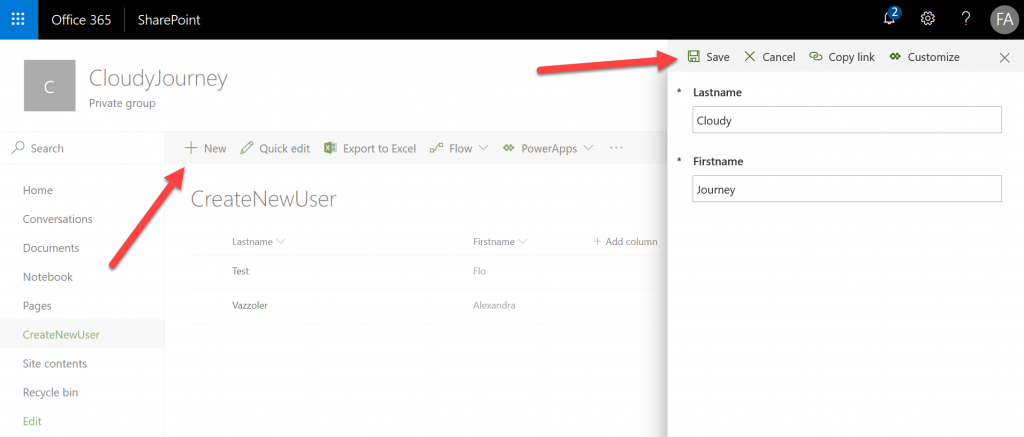 Office 365 SharePoint 2 ? FA
Save Cancel Copy link Customize
C CloudyJourney
Private group
* Lastname
Cloudy
Search
New Quick edit Export to Excel Flow PowerApps ...
* Firstname
Journey
Home
CreateNewUser
Conversations
Lastname Firstname + Add column
Documents
Test Flo
Notebook
Pages
Vazzoler Alexandra
CreateNewUser
Site contents
Recycle bin
Edit